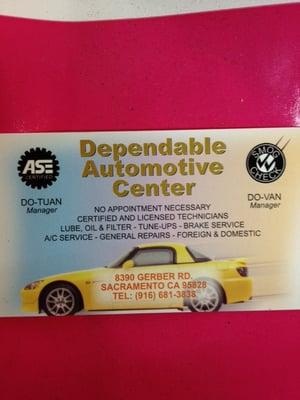 Dependable
Automotive
Center
ASE
CERTIFIED
SMOG
CHECK
DO-TUAN
Manager
DO-VAN
Manager
NO APPOINTMENT NECESSARY
CERTIFIED AND LICENSED TECHNICIANS
LUBE, OIL & FILTER - TUNE-UPS - BRAKE SERVICE
A/C SERVICE - GENERAL REPAIRS - FOREIGN & DOMESTIC
8390 GERBER RD.
SACRAMENTO CA 95828
TEL: (916) 681-3838